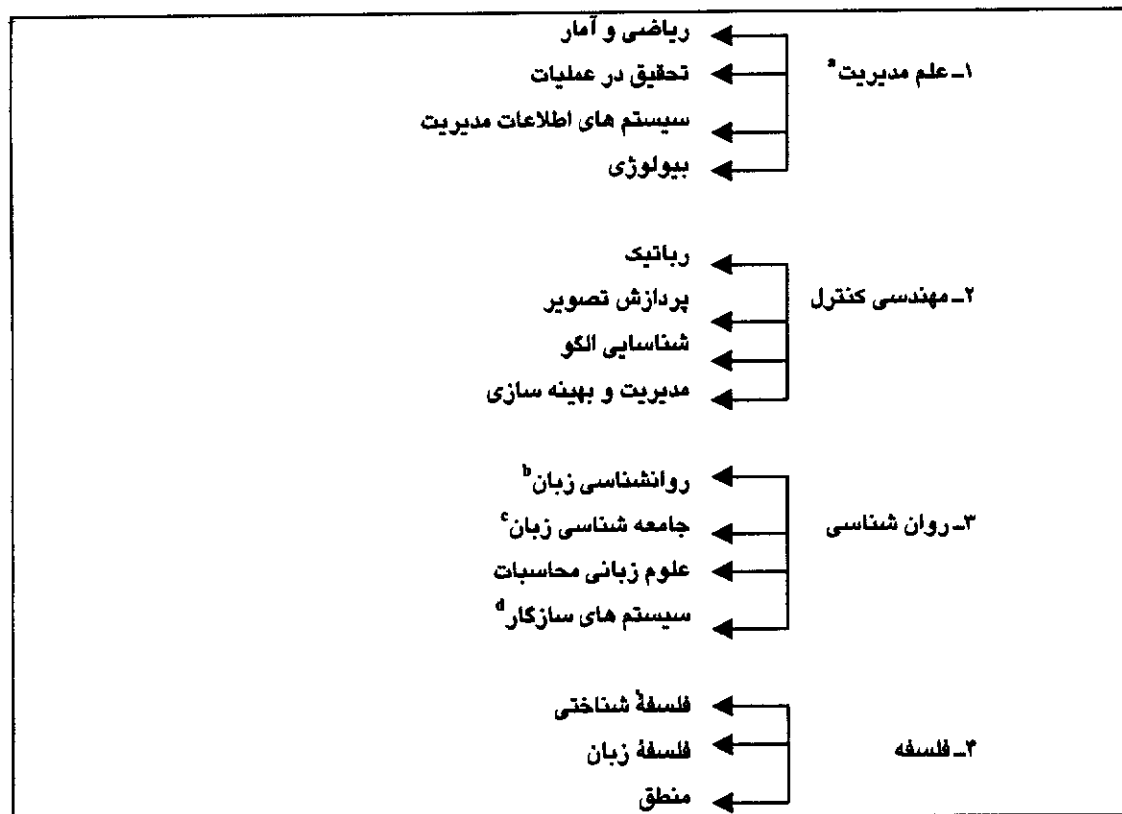 ریاضی و آمار
۱ـ علم مدیریت a
تحقیق در عملیات
سیستم های اطلاعات مدیریت
بیولوژی
رباتیک
۲ـ مهندسی کنترل
پردازش تصویر
شناسایی الگو
مدیریت و بهینه سازی
روانشناسی زبان b
۳ـ روان شناسی
جامعه شناسی زبان c
علوم زبانی محاسبات
سیستم های سازگار d
فلسفهٔ شناختی
۴ـ فلسفه
فلسفهٔ زبان
منطق